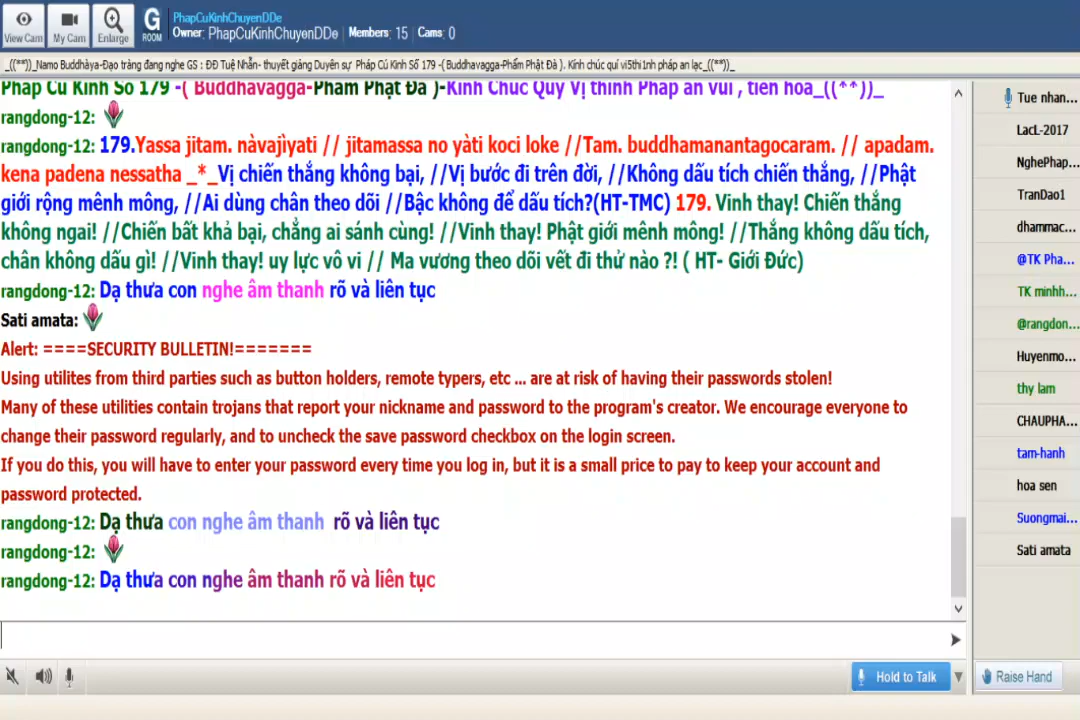 View Cam
My Cam
Enlarge
G
ROOM
PhapCuKinhChuyenDDe
Owner: PhapCuKinhChuyenDDe
Members: 15
Cams: 0
_((**))_Namo Buddhàya-Đạo tràng đang nghe GS : ĐĐ Tuệ Nhẫn- thuyết giảng Duyên sự Pháp Cú Kinh Số 179 -( Buddhavagga-Phẩm Phật Đà ). Kính chúc quí vi5thi1nh pháp an lạc_((**))_
Pháp Cú Kinh Số 179 -( Buddhavagga-Phẩm Phật Đà )-Kính Chúc Quý Vị thính Pháp an vui , tiến hóa_((**))_
rangdong-12:
rangdong-12: 179.Yassa jitam. nàvajìyati // jitamassa no yàti koci loke //Tam. buddhamanantagocaram. // apadam.
kena padena nessatha _*_Vị chiến thắng không bại, //Vị bước đi trên đời, //Không dấu tích chiến thắng, //Phật
giới rộng mênh mông, //Ai dùng chân theo dõi //Bậc không để dấu tích?(HT-TMC) 179. Vinh thay! Chiến thắng
không ngai! //Chiến bất khả bại, chẳng ai sánh cùng! //Vinh thay! Phật giới mênh mông! //Thắng không dấu tích,
chân không dấu gì! //Vinh thay! uy lực vô vi // Ma vương theo dõi vết đi thử nào ?! ( HT- Giới Đức)
rangdong-12: Dạ thưa con nghe âm thanh rõ và liên tục
Sati amata:
Alert: ====SECURITY BULLETIN!=======
Using utilites from third parties such as button holders, remote typers, etc ... are at risk of having their passwords stolen!
Many of these utilities contain trojans that report your nickname and password to the program's creator. We encourage everyone to
change their password regularly, and to uncheck the save password checkbox on the login screen.
If you do this, you will have to enter your password every time you log in, but it is a small price to pay to keep your account and
password protected.
rangdong-12: Dạ thưa con nghe âm thanh rõ và liên tục
rangdong-12:
rangdong-12: Dạ thưa con nghe âm thanh rõ và liên tục
Tue nhan...
LacL-2017
NghePhap...
TranDao1
dhammac...
@TK Pha...
TK minhh...
@rangdon...
Huyenmo...
thy lam
CHAUPHA...
tam-hanh
hoa sen
Suongmai...
Sati amata
Hold to Talk
Raise Hand